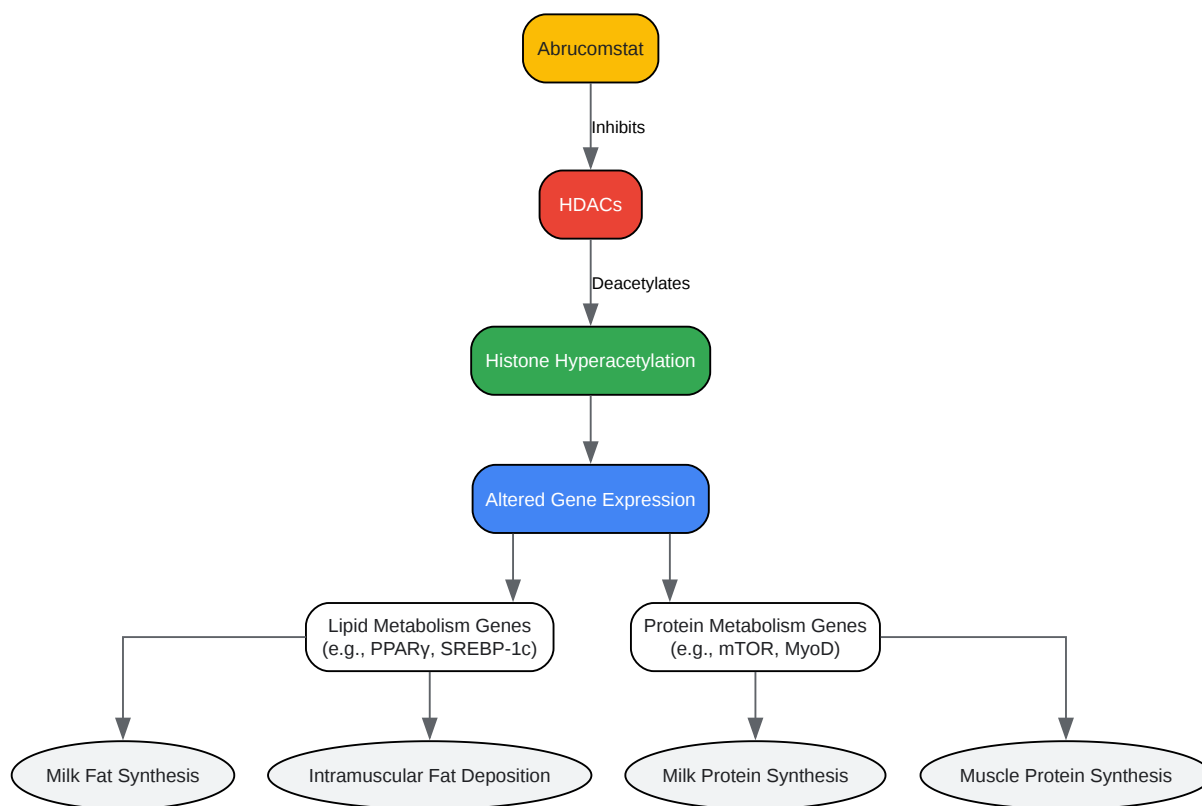 Abrucomstat
Inhibits
HDACs
Deacetylates
Histone Hyperacetylation
Altered Gene Expression
Lipid Metabolism Genes
(e.g., PPARγ, SREBP-1c)
Protein Metabolism Genes
(e.g., mTOR, MyoD)
Milk Fat Synthesis
Intramuscular Fat Deposition
Milk Protein Synthesis
Muscle Protein Synthesis